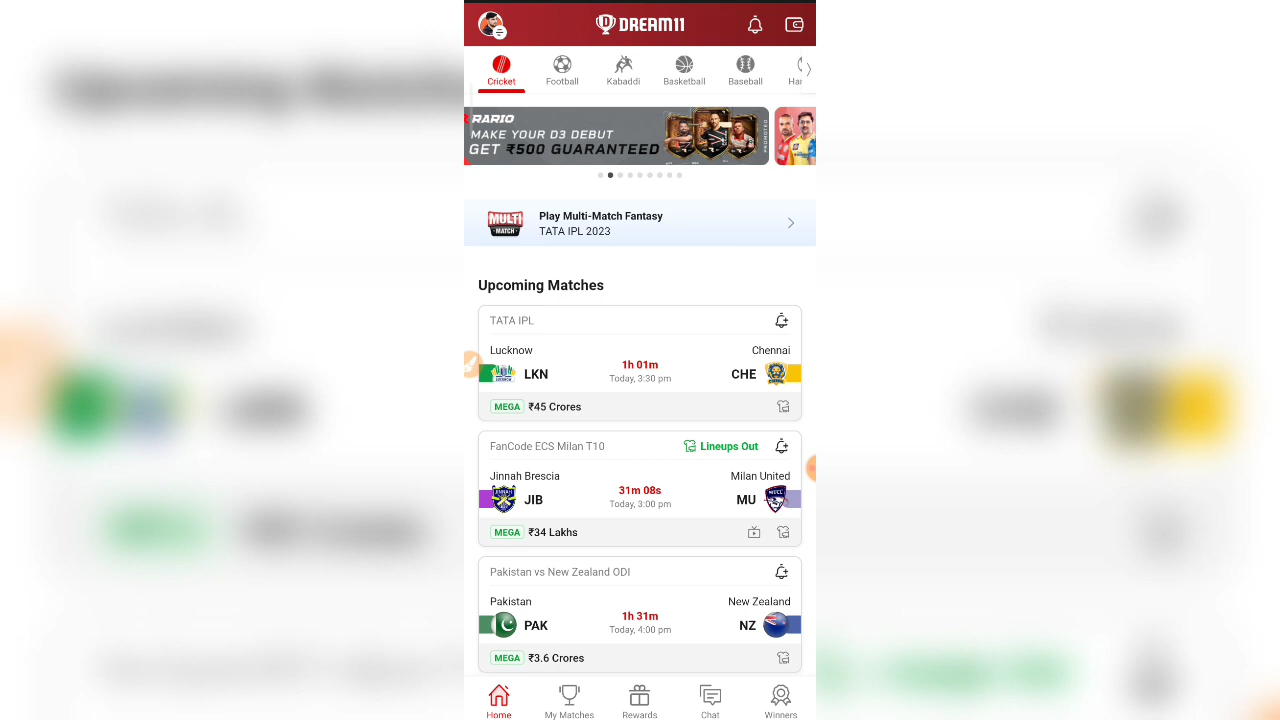 DREAM11
Cricket
Football
Kabaddi
Basketball
Baseball
RARIO
MAKE YOUR D3 DEBUT
GET ₹500 GUARANTEED
PROMOTED
MULTI
MATCH
Play Multi-Match Fantasy
TATA IPL 2023
Upcoming Matches
TATA IPL
Lucknow
Chennai
LKN
1h 01m
CHE
Today, 3:30 pm
MEGA ₹45 Crores
FanCode ECS Milan T10
Lineups Out
Jinnah Brescia
Milan United
JIB
31m 08s
MU
Today, 3:00 pm
MEGA ₹34 Lakhs
Pakistan vs New Zealand ODI
Pakistan
New Zealand
PAK
1h 31m
NZ
Today, 4:00 pm
MEGA ₹3.6 Crores
Home
My Matches
Rewards
Chat
Winners